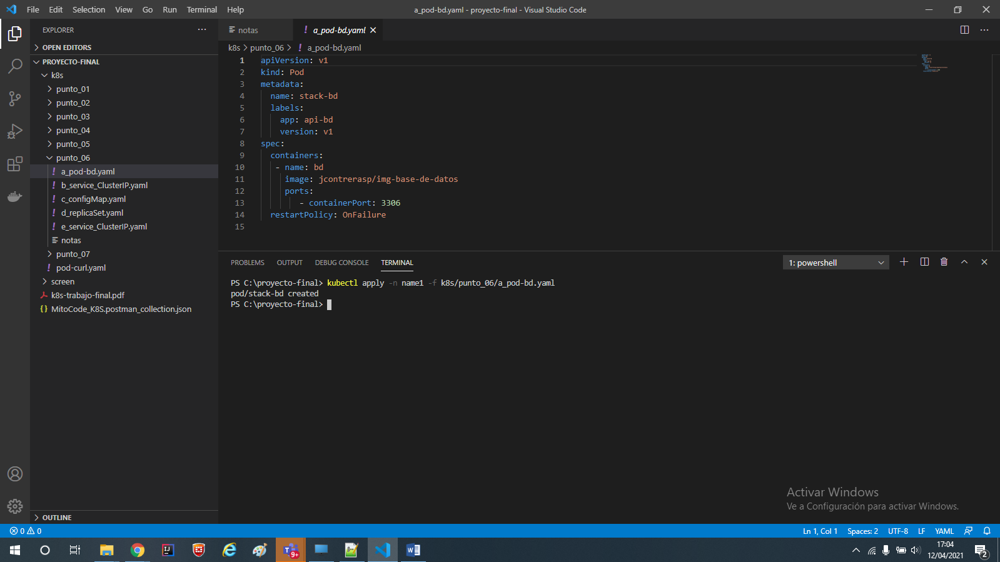 File Edit Selection View Go Run Terminal Help
a_pod-bd.yaml - proyecto-final - Visual Studio Code
EXPLORER
OPEN EDITORS
PROYECTO-FINAL
k8s
punto_01
punto_02
punto_03
punto_04
punto_05
punto_06
a_pod-bd.yaml
b_service_ClusterIP.yaml
c_configMap.yaml
d_replicaSet.yaml
e_service_ClusterIP.yaml
notas
punto_07
pod-curl.yaml
screen
k8s-trabajo-final.pdf
MitoCode_K8S.postman_collection.json
OUTLINE
notas
a_pod-bd.yaml
k8s > punto_06 > a_pod-bd.yaml
1 apiVersion: v1
2 kind: Pod
3 metadata:
4 name: stack-bd
5 labels:
6 app: api-bd
7 version: v1
8 spec:
9 containers:
10 - name: bd
11 image: jcontrerasp/img-base-de-datos
12 ports:
13 - containerPort: 3306
14 restartPolicy: OnFailure
15
PROBLEMS OUTPUT DEBUG CONSOLE TERMINAL
1: powershell
PS C:\proyecto-final> kubectl apply -n name1 -f k8s/punto_06/a_pod-bd.yaml
pod/stack-bd created
PS C:\proyecto-final>
Activar Windows
Ve a Configuración para activar Windows.
0 0
Ln 1, Col 1 Spaces: 2 UTF-8 LF YAML
9+
17:04
12/04/2021
2